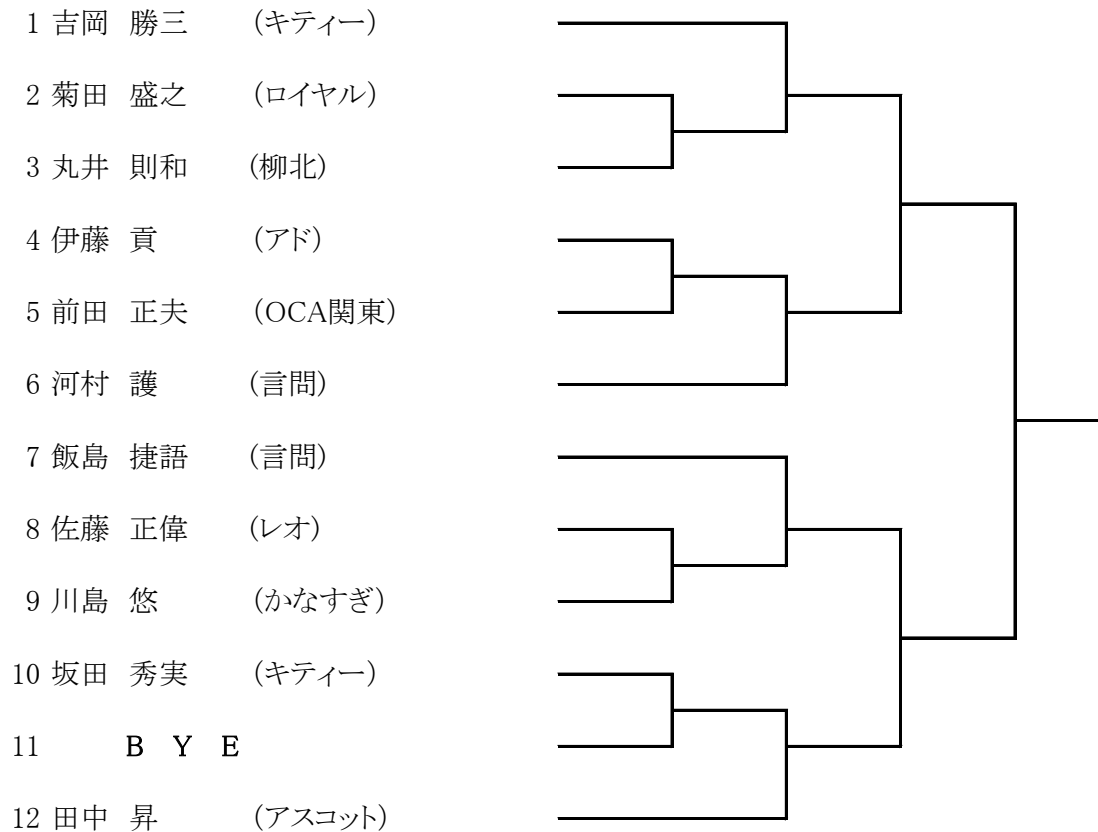 1 吉岡 勝三 (キティー)
2 菊田 盛之 (ロイヤル)
3 丸井 則和 (柳北)
4 伊藤 貢 (アド)
5 前田 正夫 (OCA関東)
6 河村 護 (言問)
7 飯島 捷語 (言問)
8 佐藤 正偉 (レオ)
9 川島 悠 (かなすぎ)
10 坂田 秀実 (キティー)
11 B Y E
12 田中 昇 (アスコット)